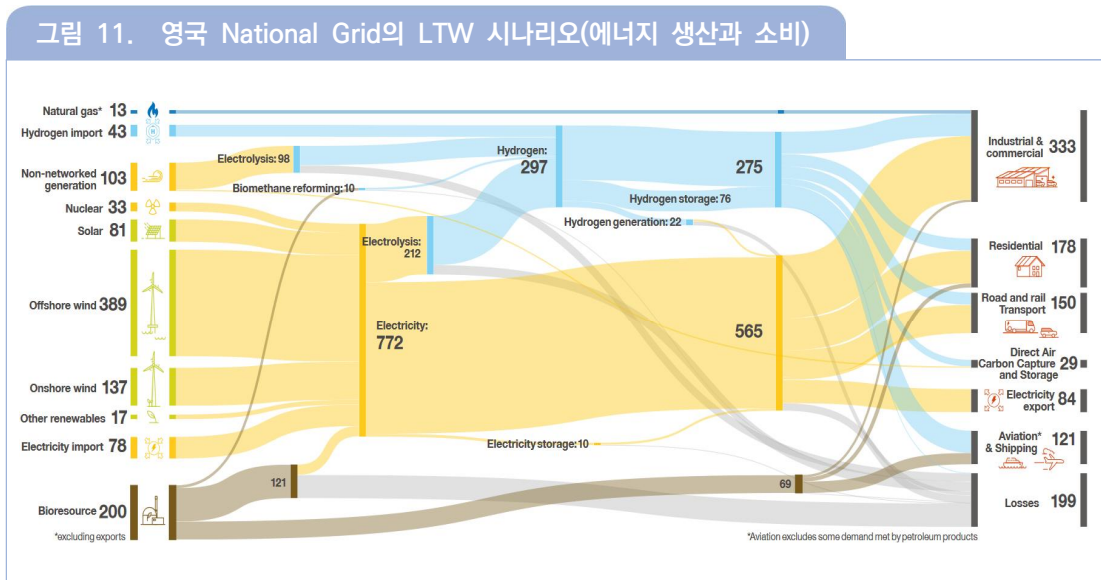 그림 11. 영국 National Grid의 LTW 시나리오(에너지 생산과 소비)
Natural gas* 13
Hydrogen import 43
Non-networked
generation 103
Nuclear 33
Solar 81
Offshore wind 389
Onshore wind 137
Other renewables 17
Electricity import 78
Bioresource 200
*excluding exports
Electrolysis: 98
Biomethane reforming: 10
Electrolysis:
212
Electricity:
772
121
Hydrogen:
297
Hydrogen storage: 76
Hydrogen generation: 22
Electricity storage: 10
275
565
69
Industrial &
commercial 333
Residential 178
Road and rail
Transport 150
Direct Air
Carbon Capture
and Storage 29
Electricity
export 84
Aviation*
& Shipping 121
Losses 199
*Aviation excludes some demand met by petroleum products